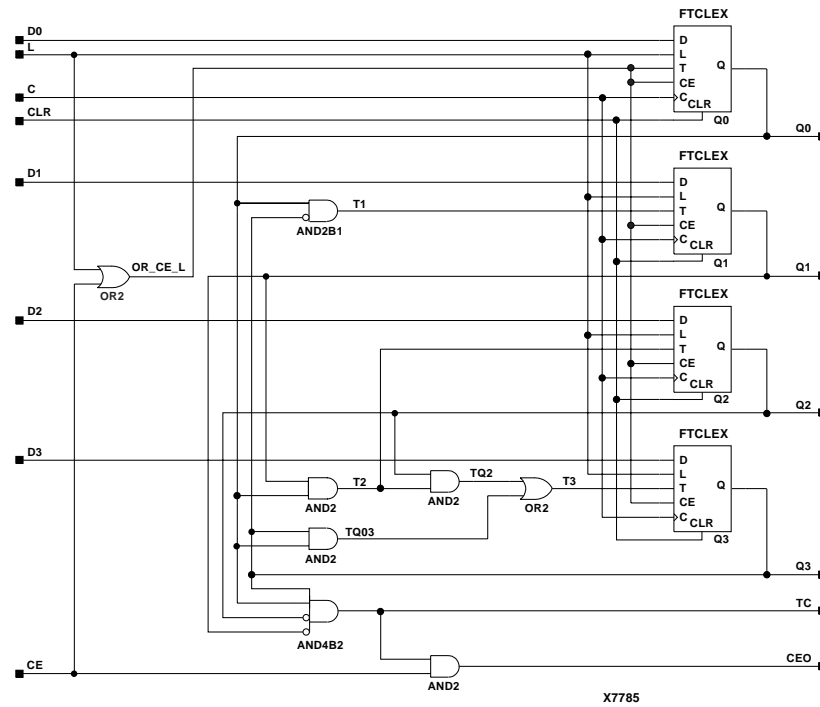 FTCLEX
D0
L
D
L
T
CE
C
CLR
Q
Q0
Q0
C
CLR
FTCLEX
D1
D
L
T
CE
C
CLR
Q
Q1
Q1
T1
AND2B1
OR_CE_L
OR2
FTCLEX
D2
D
L
T
CE
C
CLR
Q
Q2
Q2
FTCLEX
D3
D
L
T
CE
C
CLR
Q
Q3
Q3
T2
AND2
TQ2
AND2
T3
OR2
TQ03
AND2
TC
AND4B2
CE
CEO
AND2
X7785